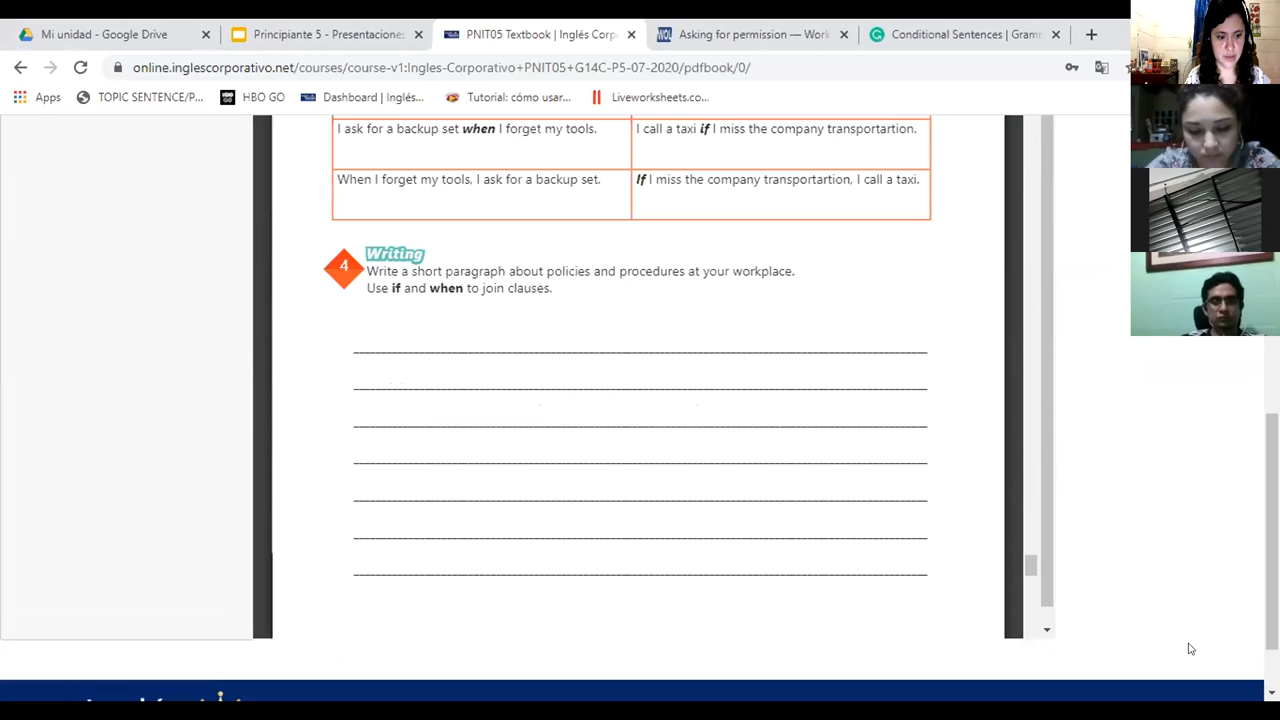 Mi unidad - Google Drive
Principiante 5 - Presentaciones
PNIT05 Textbook | Inglés Corp
Asking for permission — Work
Conditional Sentences | Gramm
online.inglescorporativo.net/courses/course-v1:Ingles-Corporativo+PNIT05+G14C-P5-07-2020/pdfbook/0/
Apps
TOPIC SENTENCE/P...
HBO GO
Dashboard | Inglés...
Tutorial: cómo usar...
Liveworksheets.co...
I ask for a backup set when I forget my tools.
I call a taxi if I miss the company transportartion.
When I forget my tools, I ask for a backup set.
If I miss the company transportartion, I call a taxi.
4
Writing
Write a short paragraph about policies and procedures at your workplace.
Use if and when to join clauses.